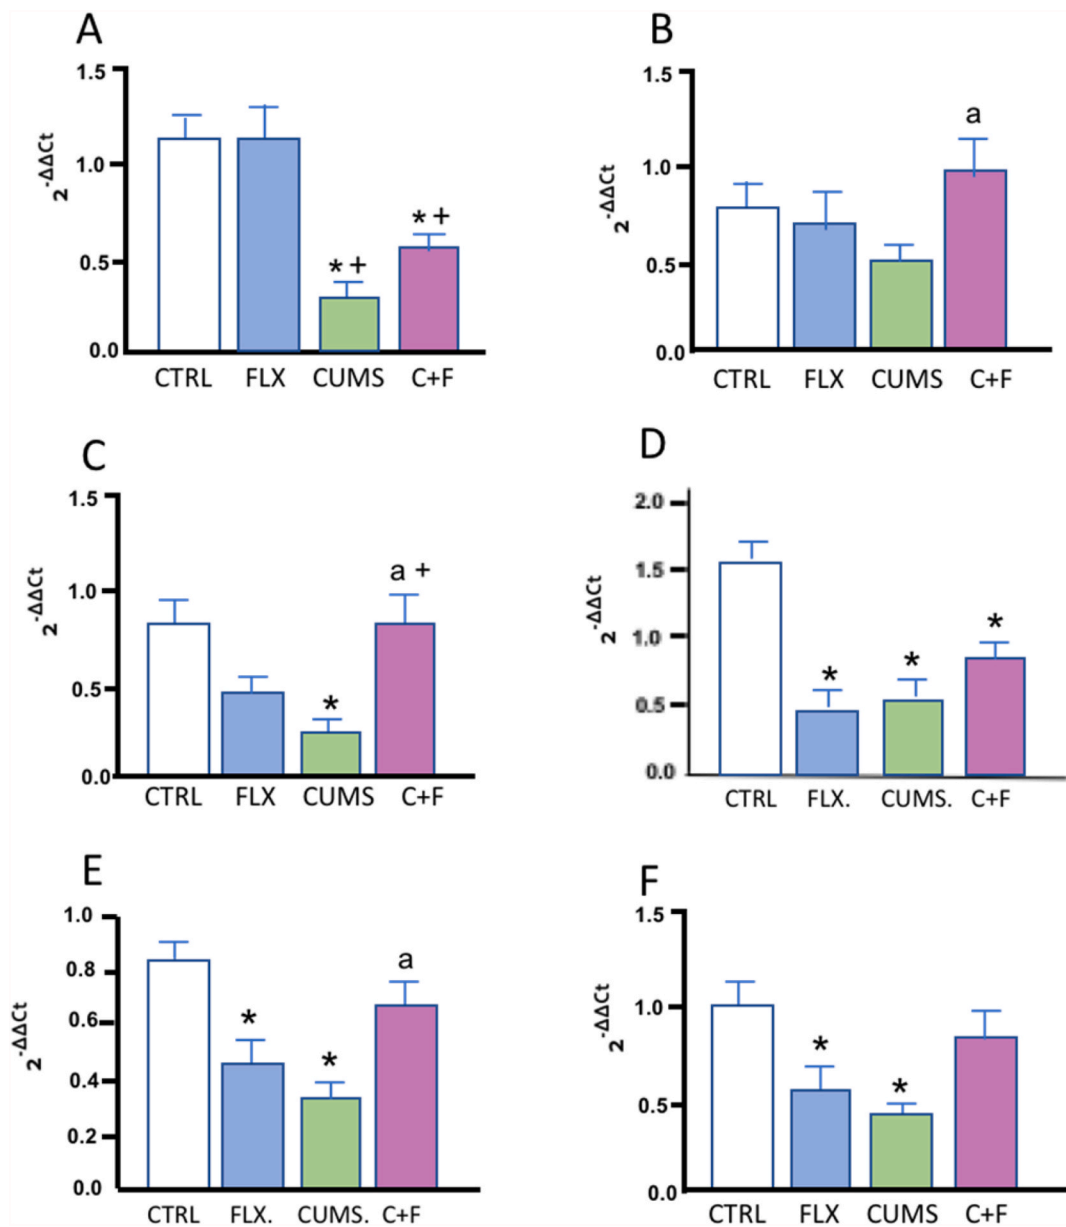 A
1.5
1.0
0.5
0.0
2^-ΔΔCt
* +
* +
CTRL FLX CUMS C+F
B
1.5
1.0
0.5
0.0
2^-ΔΔCt
a
CTRL FLX CUMS C+F
C
1.5
1.0
0.5
0.0
2^-ΔΔCt
*
a +
CTRL FLX CUMS C+F
D
2.0
1.5
1.0
0.5
0.0
2^-ΔΔCt
*
*
*
CTRL FLX. CUMS. C+F
E
1.0
0.8
0.6
0.4
0.2
0.0
2^-ΔΔCt
*
*
a
CTRL FLX. CUMS. C+F
F
1.5
1.0
0.5
0.0
2^-ΔΔCt
*
*
CTRL FLX CUMS C+F